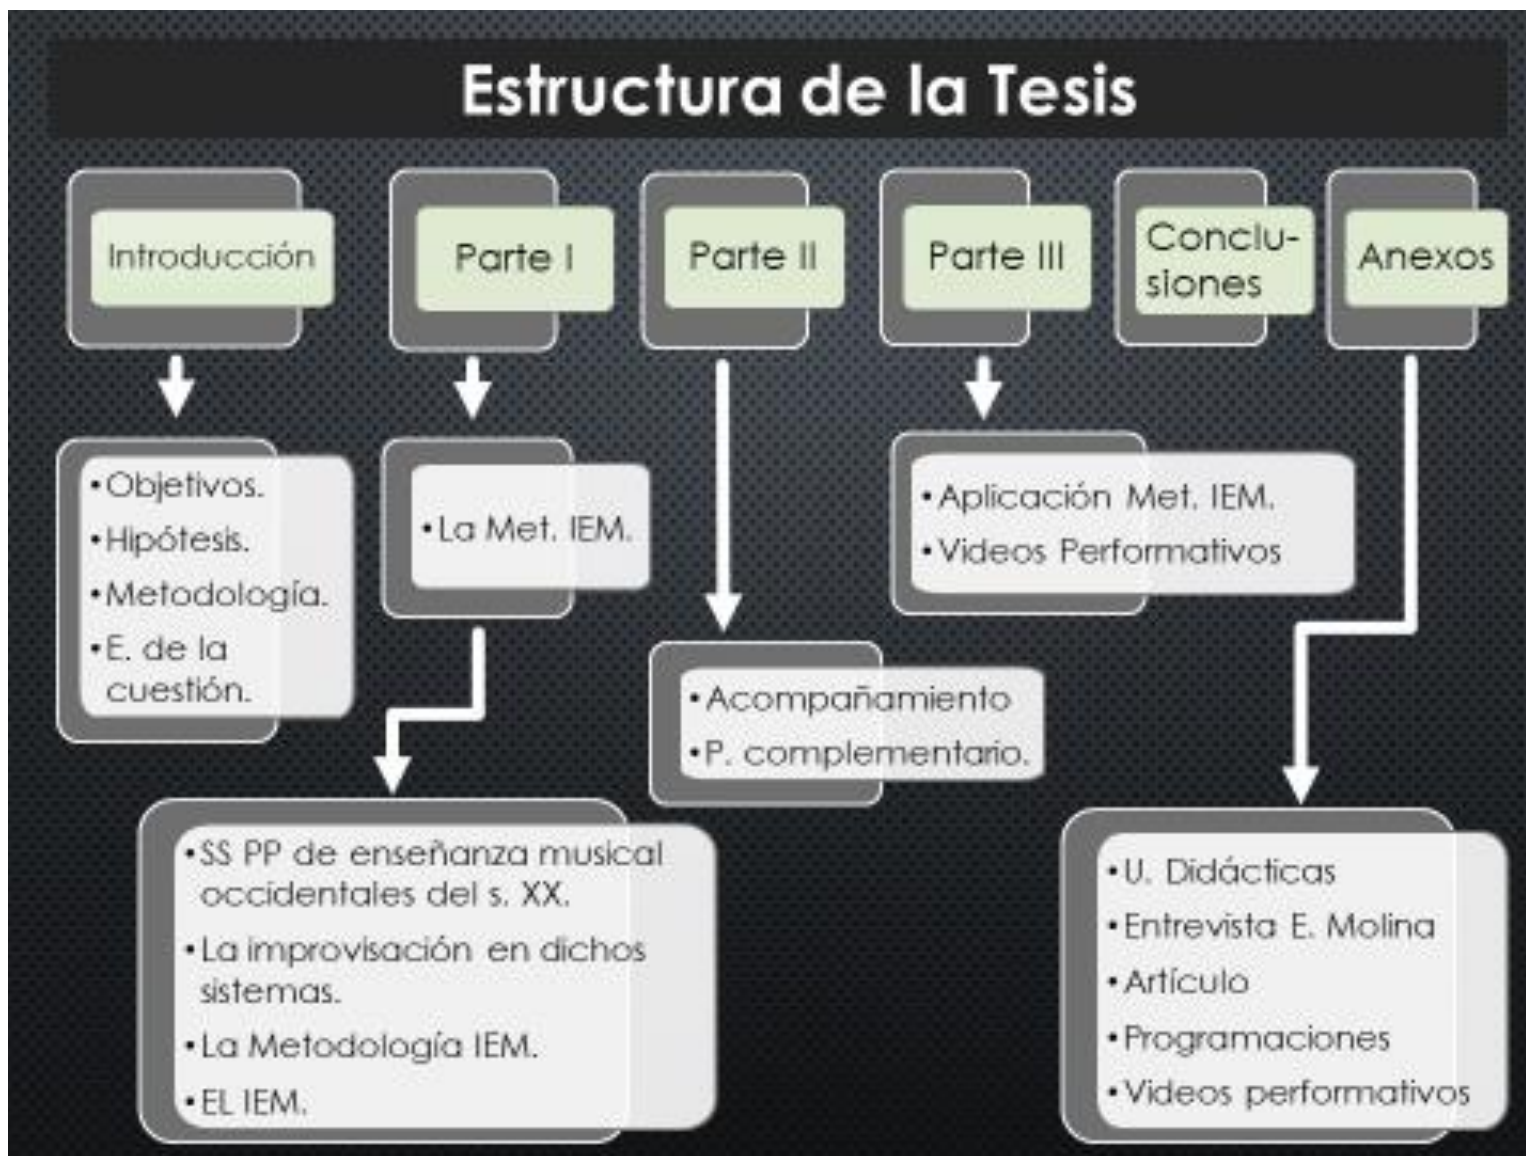 Estructura de la Tesis
Introducción
Parte I
Parte II
Parte III
Conclu-
siones
Anexos
•Objetivos.
•Hipótesis.
•Metodología.
•E. de la
cuestión.
•La Met. IEM.
•Aplicación Met. IEM.
•Videos Performativos
•Acompañamiento
•P. complementario.
•SS PP de enseñanza musical
occidentales del s. XX.
•La improvisación en dichos
sistemas.
•La Metodología IEM.
•EL IEM.
•U. Didácticas
•Entrevista E. Molina
•Artículo
•Programaciones
•Videos performativos